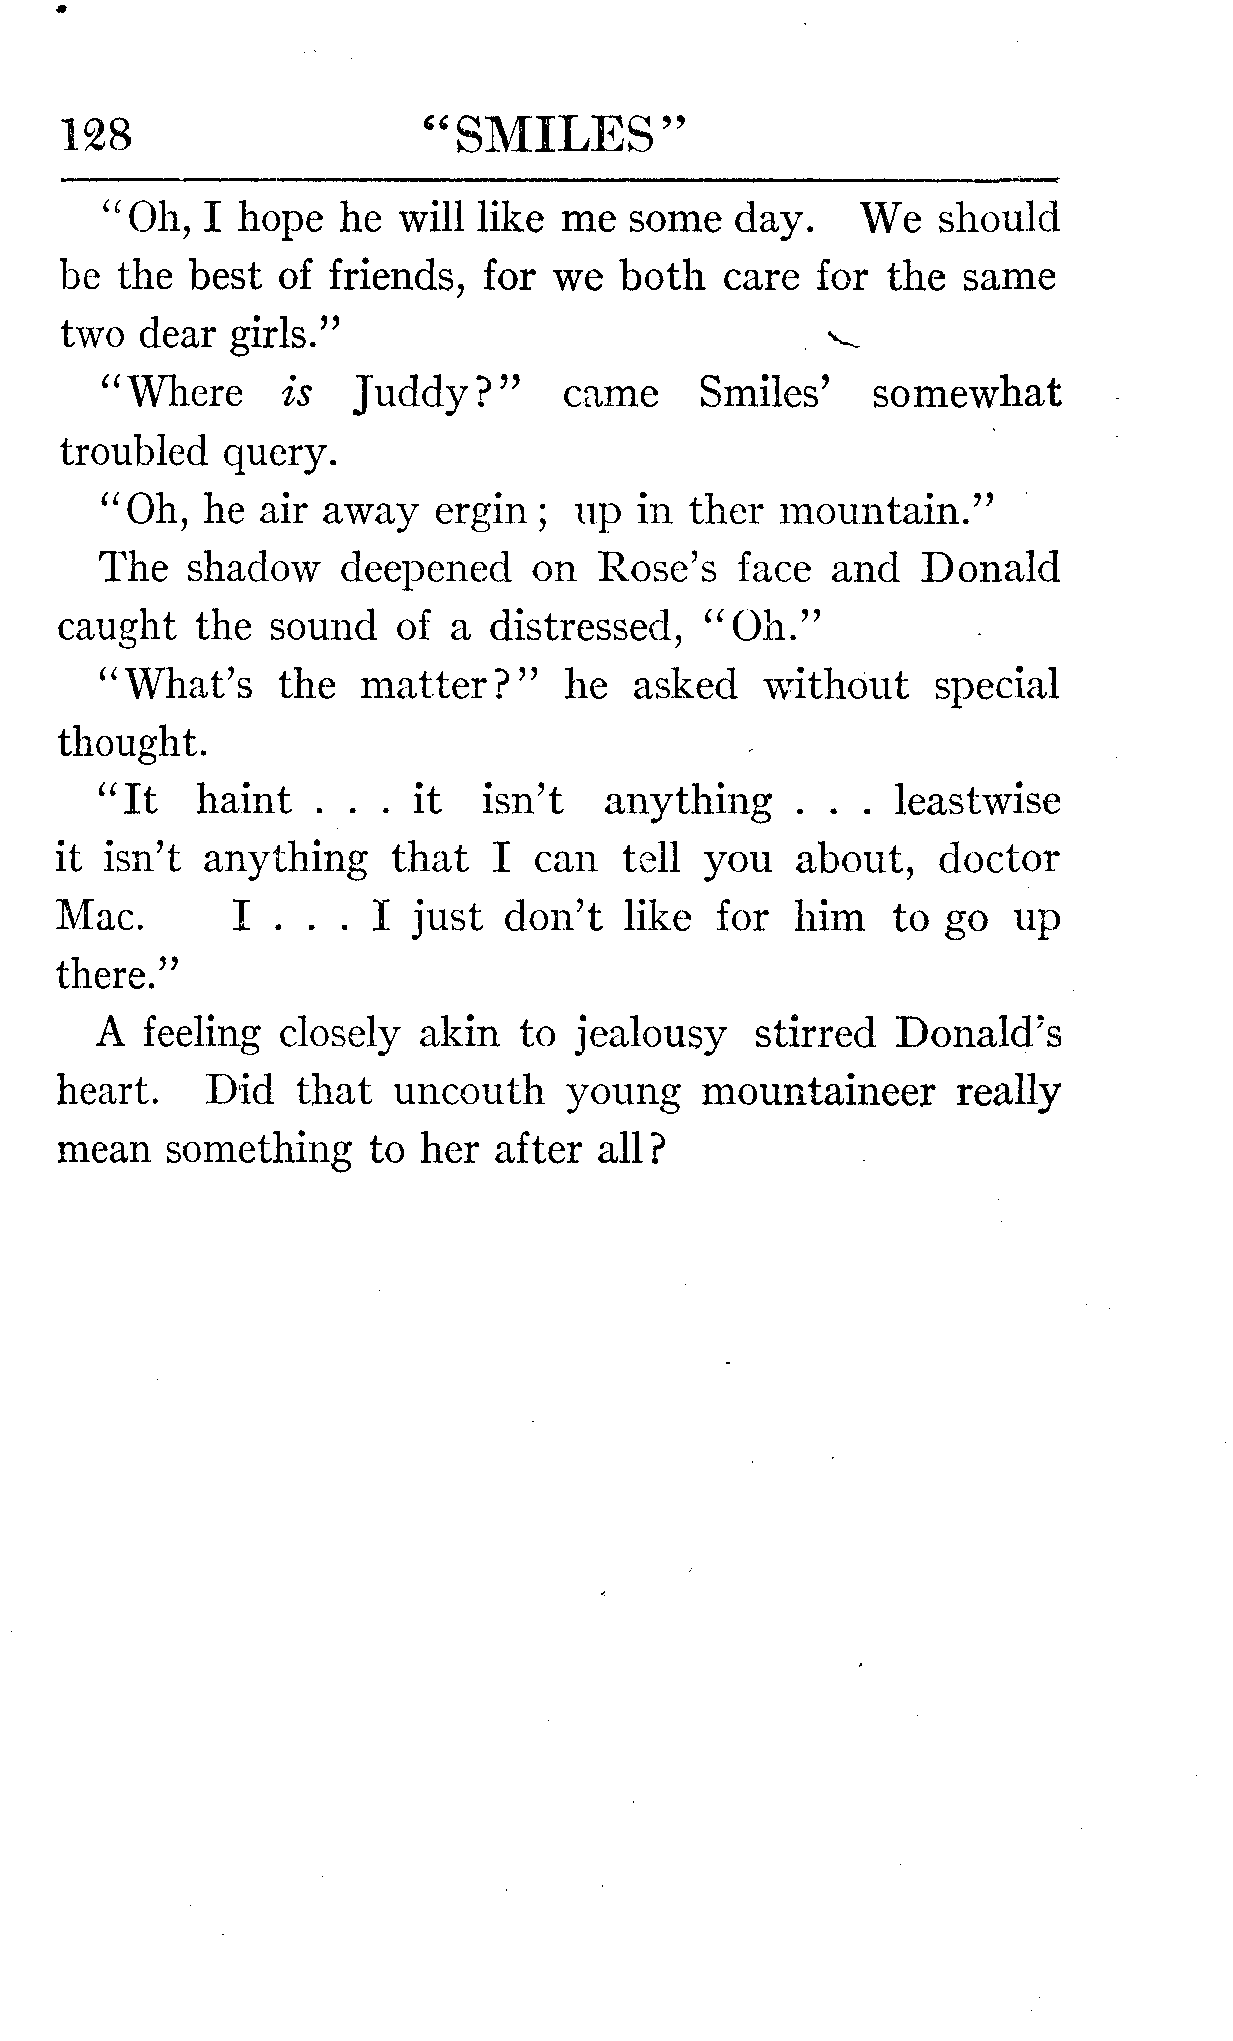 128 "SMILES"
"Oh, I hope he will like me some day. We should
be the best of friends, for we both care for the same
two dear girls."
"Where is Juddy?" came Smiles' somewhat
troubled query.
"Oh, he air away ergin; up in ther mountain."
The shadow deepened on Rose's face and Donald
caught the sound of a distressed, "Oh."
"What's the matter?" he asked without special
thought.
"It haint . . . it isn't anything . . . leastwise
it isn't anything that I can tell you about, doctor
Mac. I . . . I just don't like for him to go up
there."
A feeling closely akin to jealousy stirred Donald's
heart. Did that uncouth young mountaineer really
mean something to her after all?